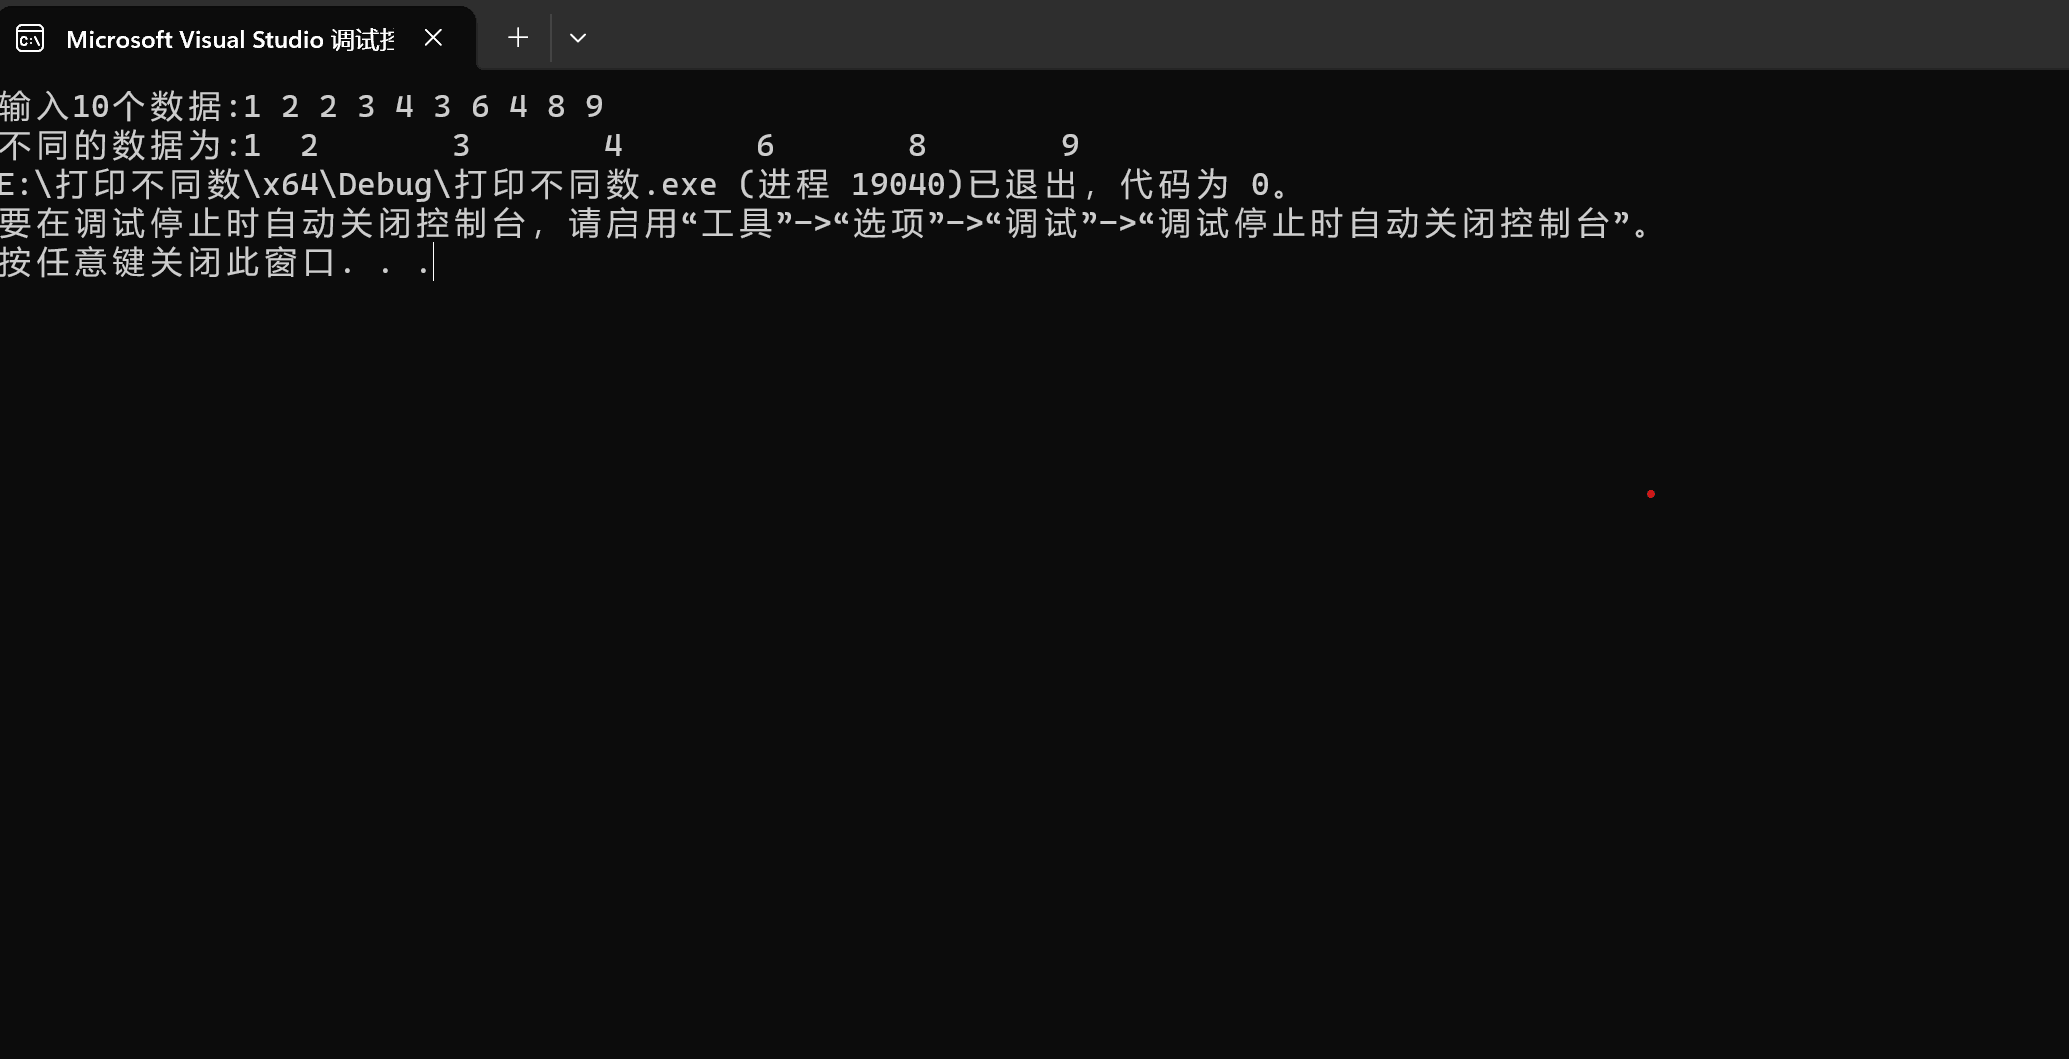 Microsoft Visual Studio 调试
输入10个数据:1 2 2 3 4 3 6 4 8 9
不同的数据为:1  2       3       4       6       8       9
E:\打印不同数\x64\Debug\打印不同数.exe (进程 19040)已退出，代码为 0。
要在调试停止时自动关闭控制台，请启用“工具”->“选项”->“调试”->“调试停止时自动关闭控制台”。
按任意键关闭此窗口. . .